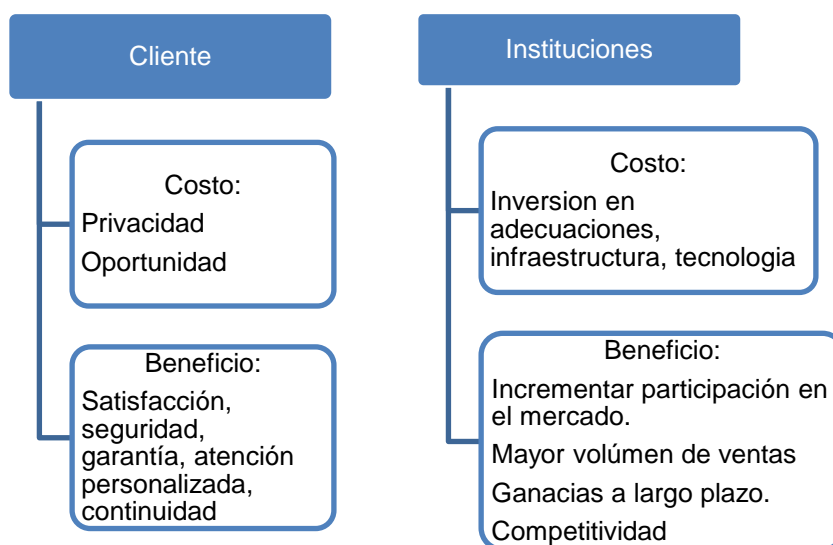 Cliente
Costo:
Privacidad
Oportunidad
Beneficio:
Satisfacción,
seguridad,
garantía, atención
personalizada,
continuidad
Instituciones
Costo:
Inversion en
adecuaciones,
infraestructura, tecnologia
Beneficio:
Incrementar participación en
el mercado.
Mayor volúmen de ventas
Ganacias a largo plazo.
Competitividad